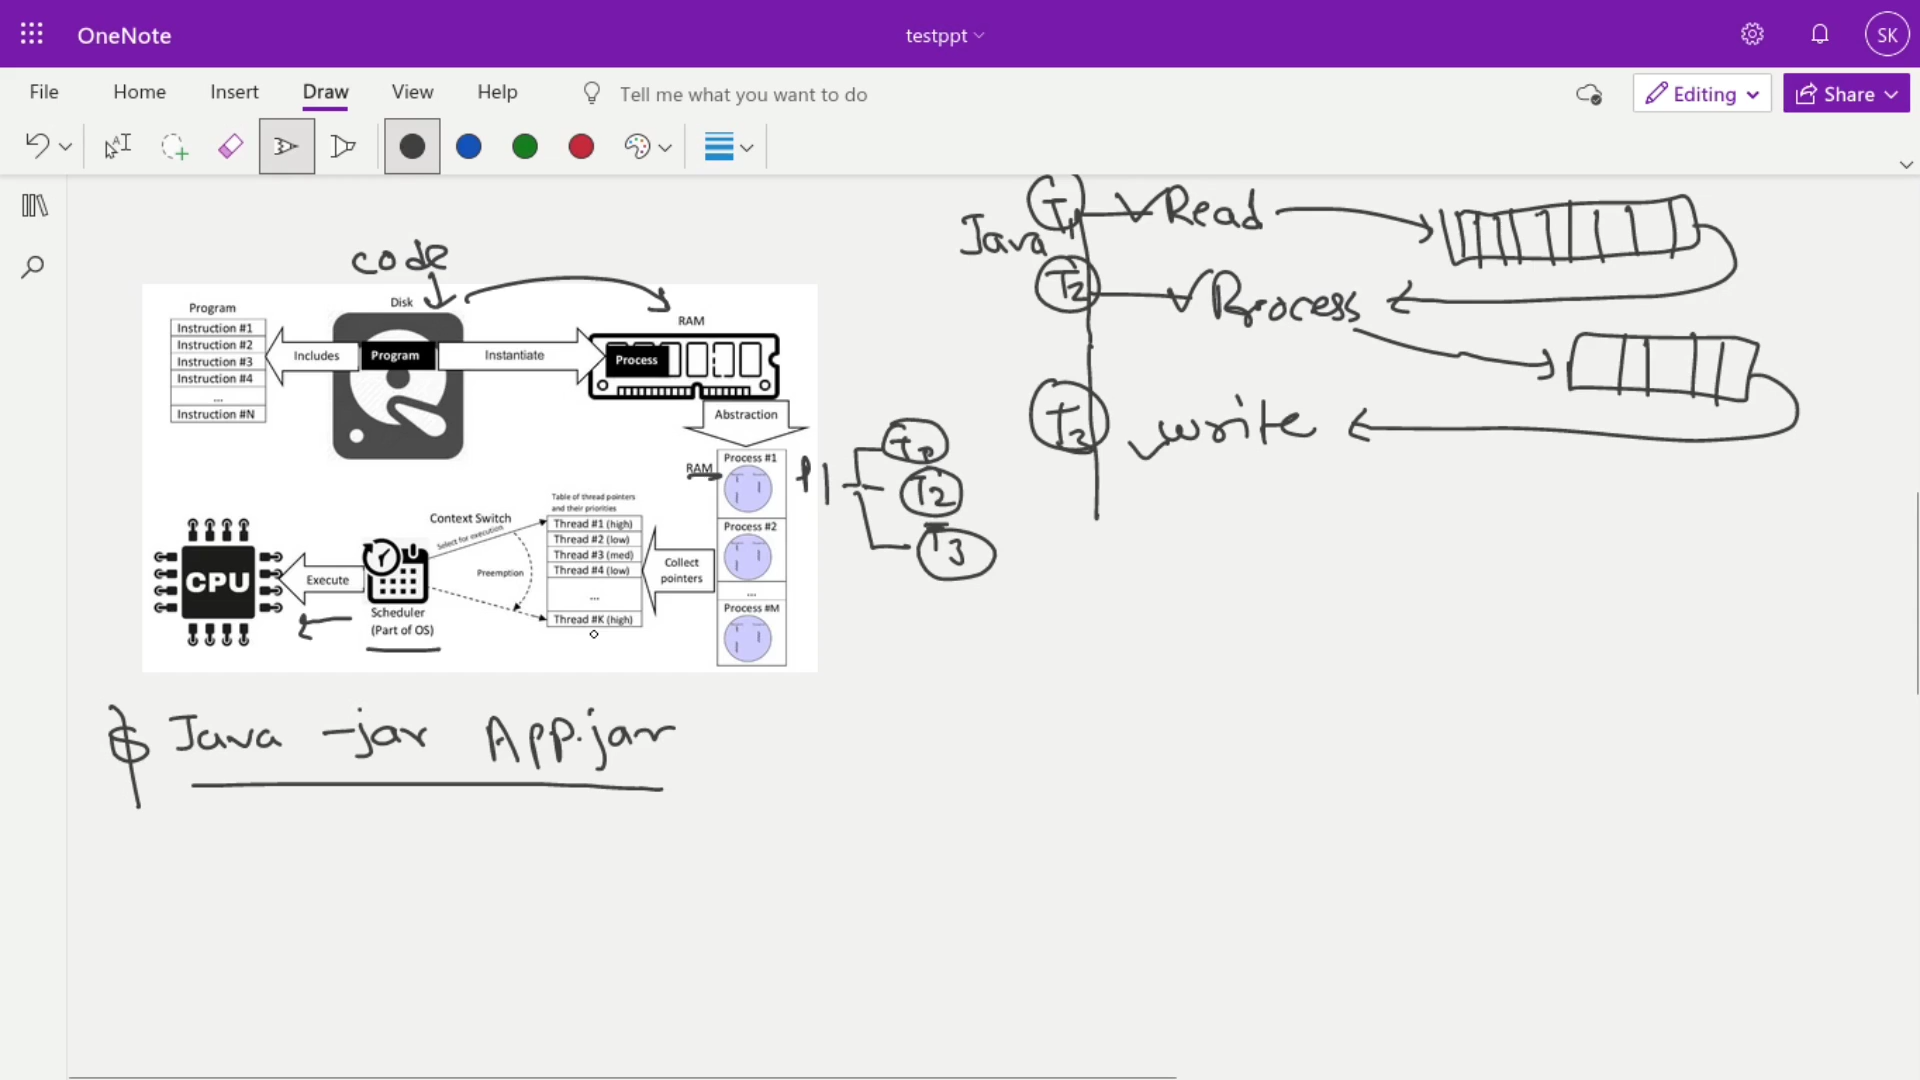 OneNote
testppt
SK
File Home Insert Draw View Help Tell me what you want to do
Editing
Share
code
Disk
Program
Instruction #1
Instruction #2
Instruction #3
Instruction #4
...
Instruction #N
Includes
Program
Instantiate
RAM
Process
Abstraction
RAM
Process #1
Process #2
...
Process #M
Collect pointers
Table of thread pointers
and their priorities
Thread #1 (high)
Thread #2 (low)
Thread #3 (med)
Thread #4 (low)
...
Thread #K (high)
Context Switch
Select for execution
Preemption
Scheduler
(Part of OS)
Execute
CPU
P1
T2
T3
Java
T1 Read
T2 Process
T3 write
$ Java -jar App.jar